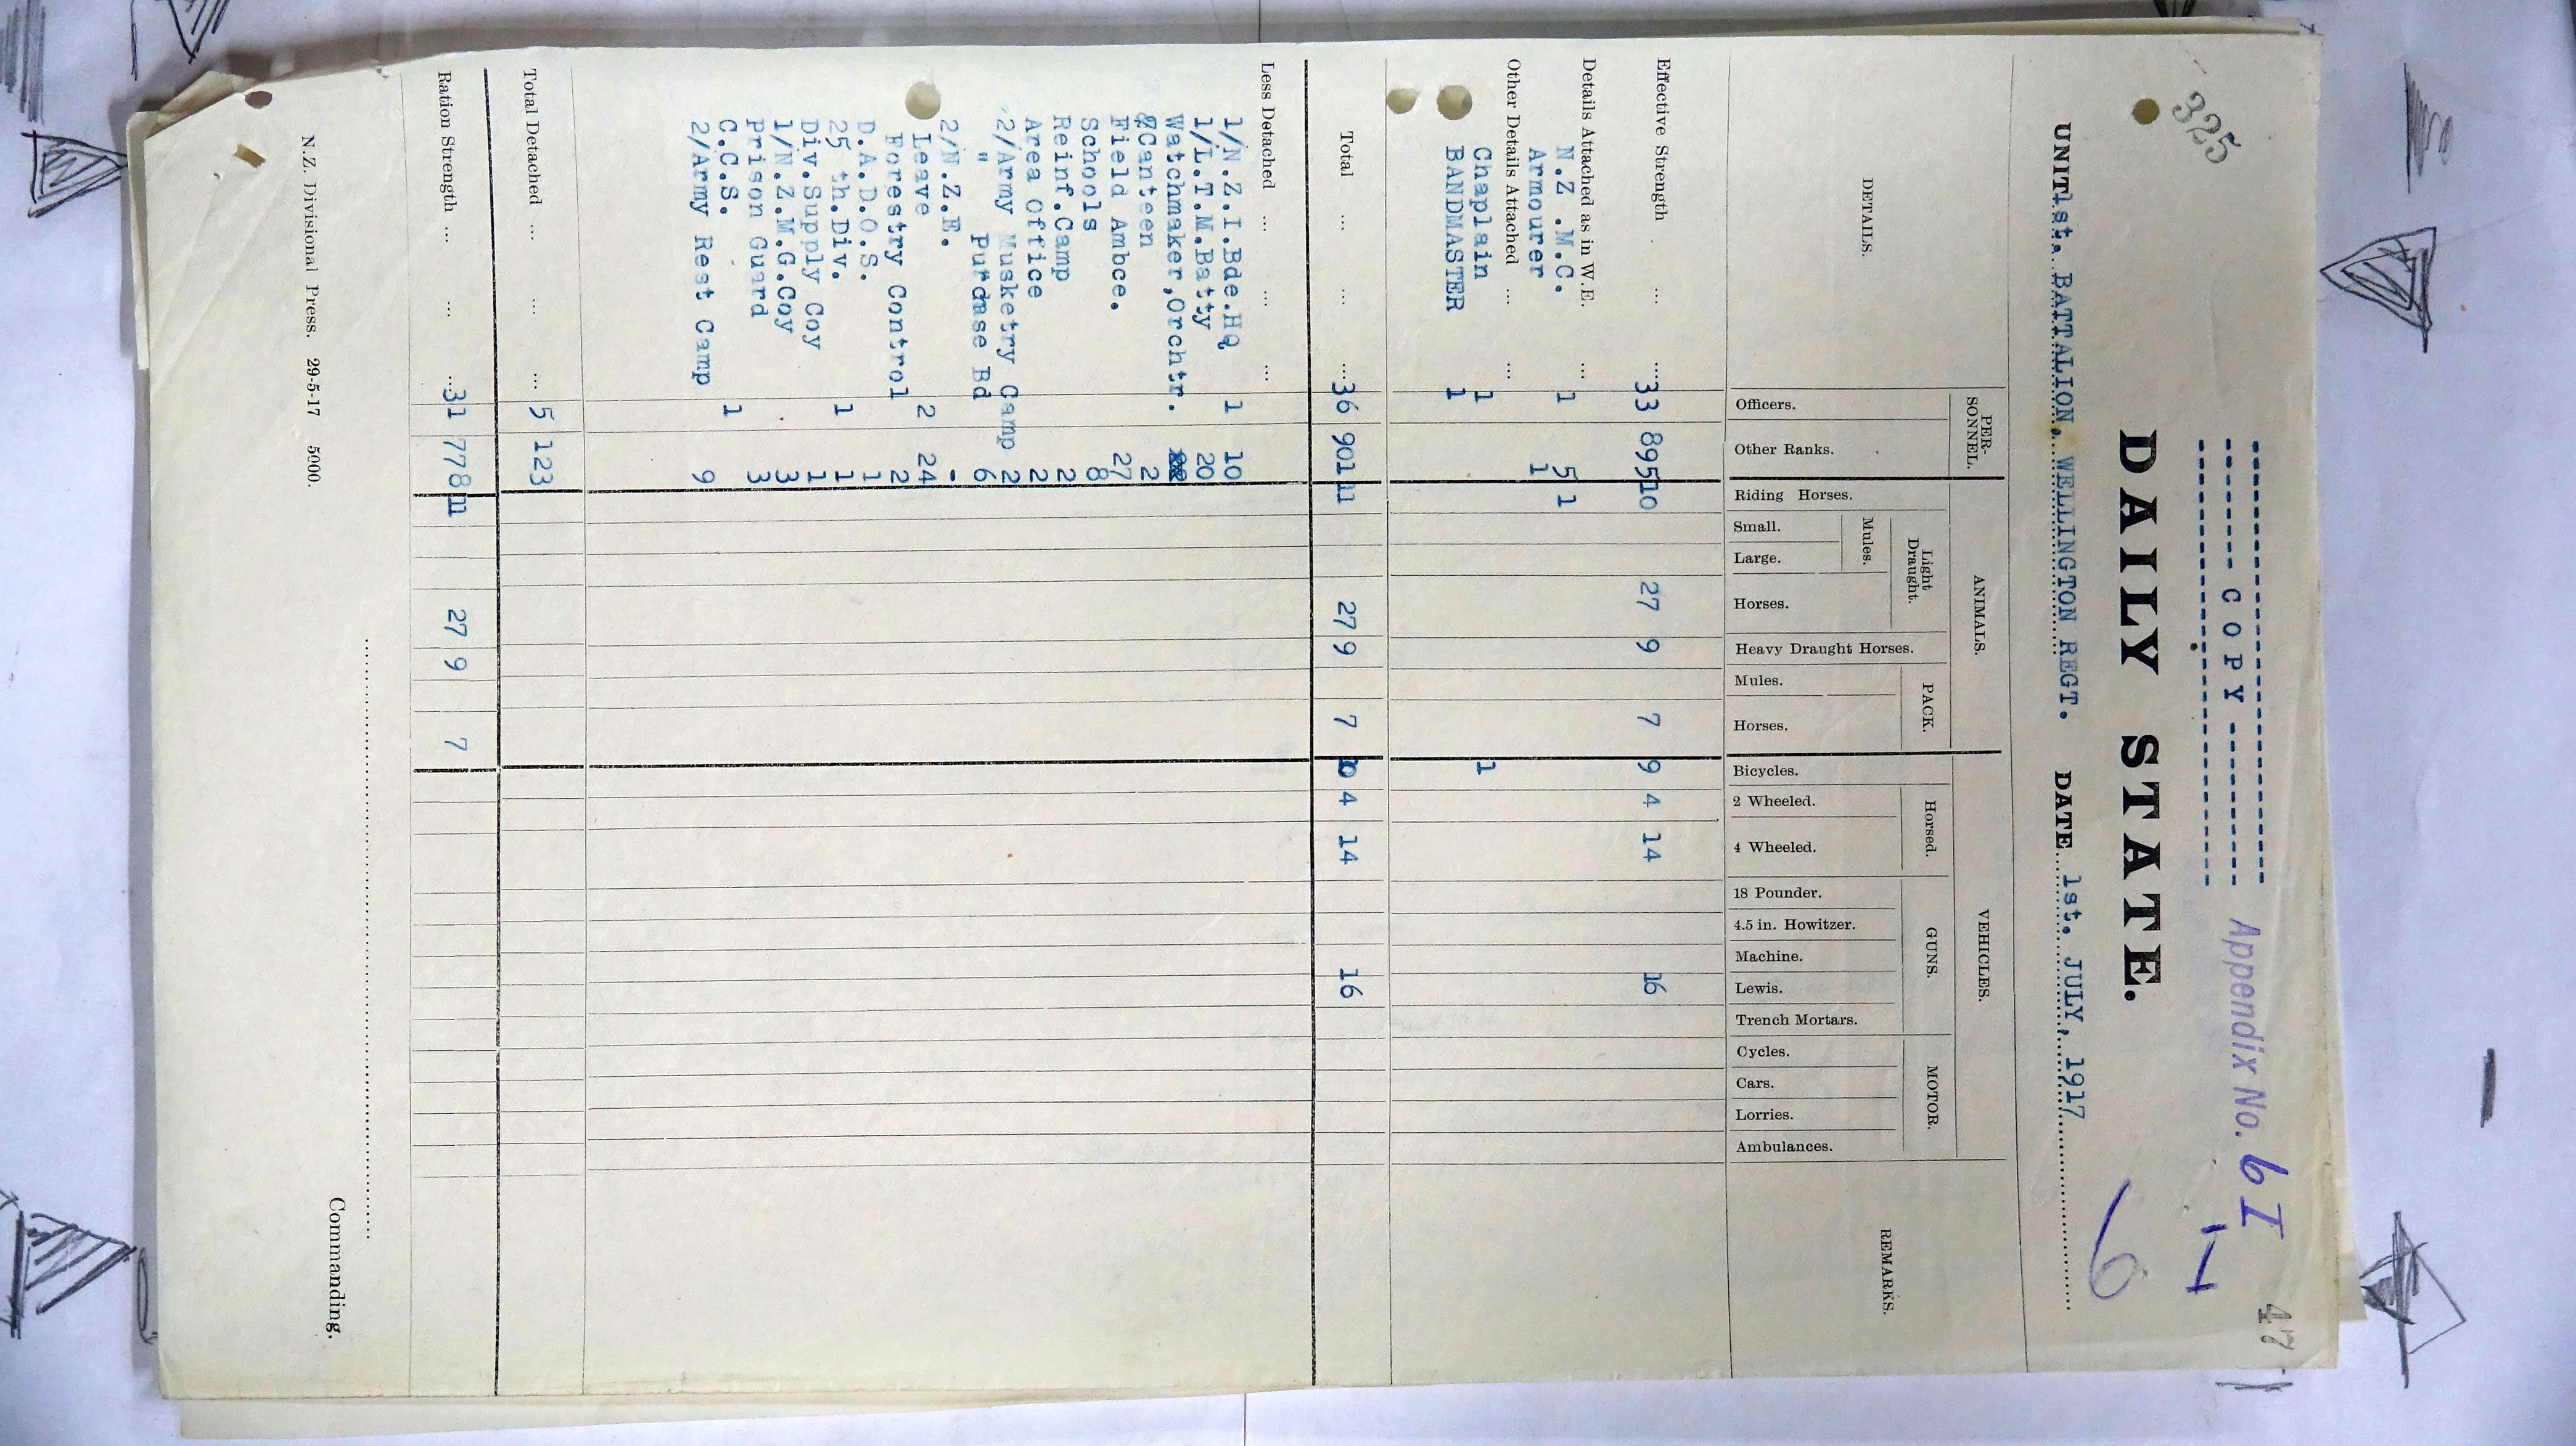 325
47
COPY
Appendix No. 6 I
DAILY STATE.
6
UNIT 1st. BATTALION, WELLINGTON REGT. DATE 1st. JULY, 1917
DETAILS. PERSONNEL. ANIMALS. VEHICLES. REMARKS.
Light Draught. PACK. Horsed. GUNS. MOTOR.
Mules.
Officers. Other Ranks. Riding Horses. Small. Large. Horses. Heavy Draught Horses. Mules. Horses. Bicycles. 2 Wheeled. 4 Wheeled. 18 Pounder. 4.5 in. Howitzer. Machine. Lewis. Trench Mortars. Cycles. Cars. Lorries. Ambulances.
Effective Strength ... ... 33 895 10 27 9 7 9 4 14 16
Details Attached as in W.E. ...
N.Z .M.C. 1 5 1
Armourer 1
Other Details Attached ... ...
Chaplain 1 1
BANDMASTER 1
Total ... ... ... 36 901 11 27 9 7 10 4 14 16
Less Detached ... ... ...
1/N.Z.I.Bde.Hq 1 10
1/L.T.M.Batty 20
Watchmaker,Orchtr.
Canteen 2
Field Ambce. 27
Schools 8
Reinf.Camp 2
Area Office 2
2/Army Musketry Camp 2
" Purchase Bd 6
2/N.Z.E. -
Leave 2 24
Forestry Control 2
D.A.D.O.S. 1
25 th.Div. 1 1
Div.Supply Coy 1
1/N.Z.M.G.Coy 3
Prison Guard 3
C.C.S. 1
2/Army Rest Camp 9
Total Detached ... ... ... 5 123
Ration Strength ... ... ... 31 778 11 27 9 7
Commanding.
N.Z. Divisional Press. 29-5-17 5000.